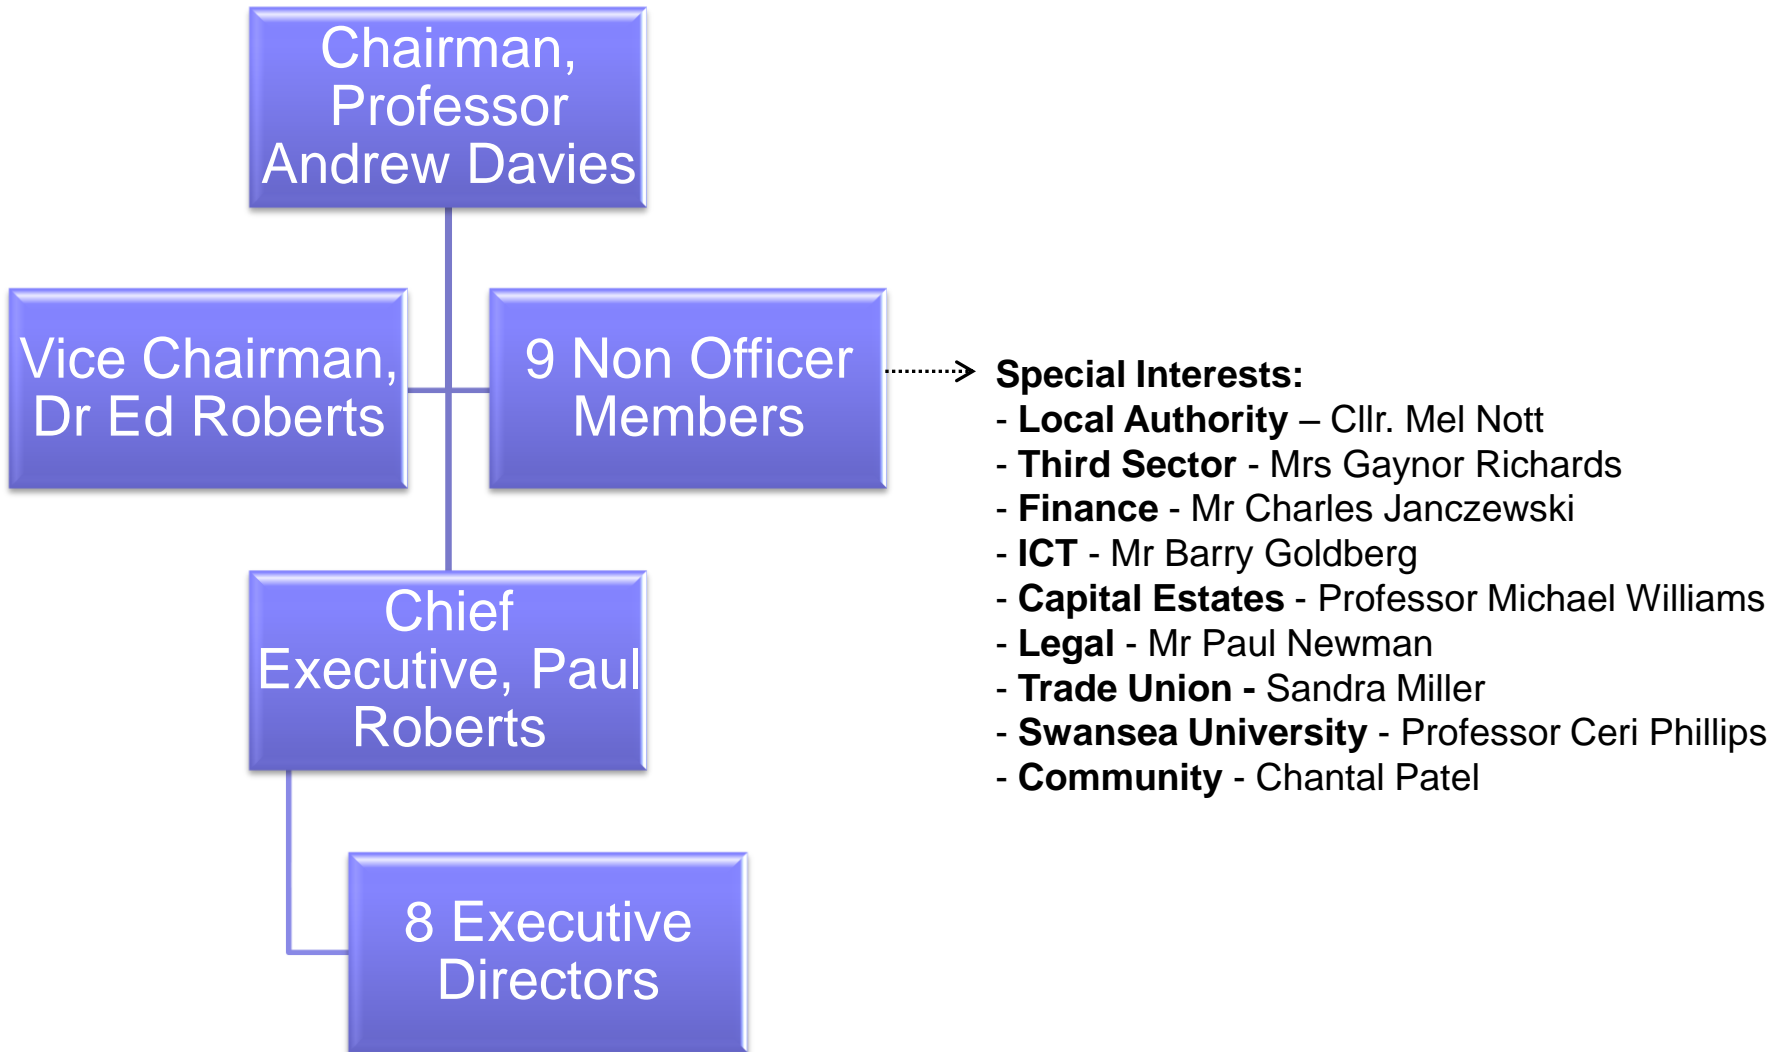 Chairman,
Professor
Andrew Davies
Vice Chairman,
Dr Ed Roberts
9 Non Officer
Members
Special Interests:
- Local Authority – Cllr. Mel Nott
- Third Sector - Mrs Gaynor Richards
- Finance - Mr Charles Janczewski
- ICT - Mr Barry Goldberg
- Capital Estates - Professor Michael Williams
- Legal - Mr Paul Newman
- Trade Union - Sandra Miller
- Swansea University - Professor Ceri Phillips
- Community - Chantal Patel
Chief
Executive, Paul
Roberts
8 Executive
Directors